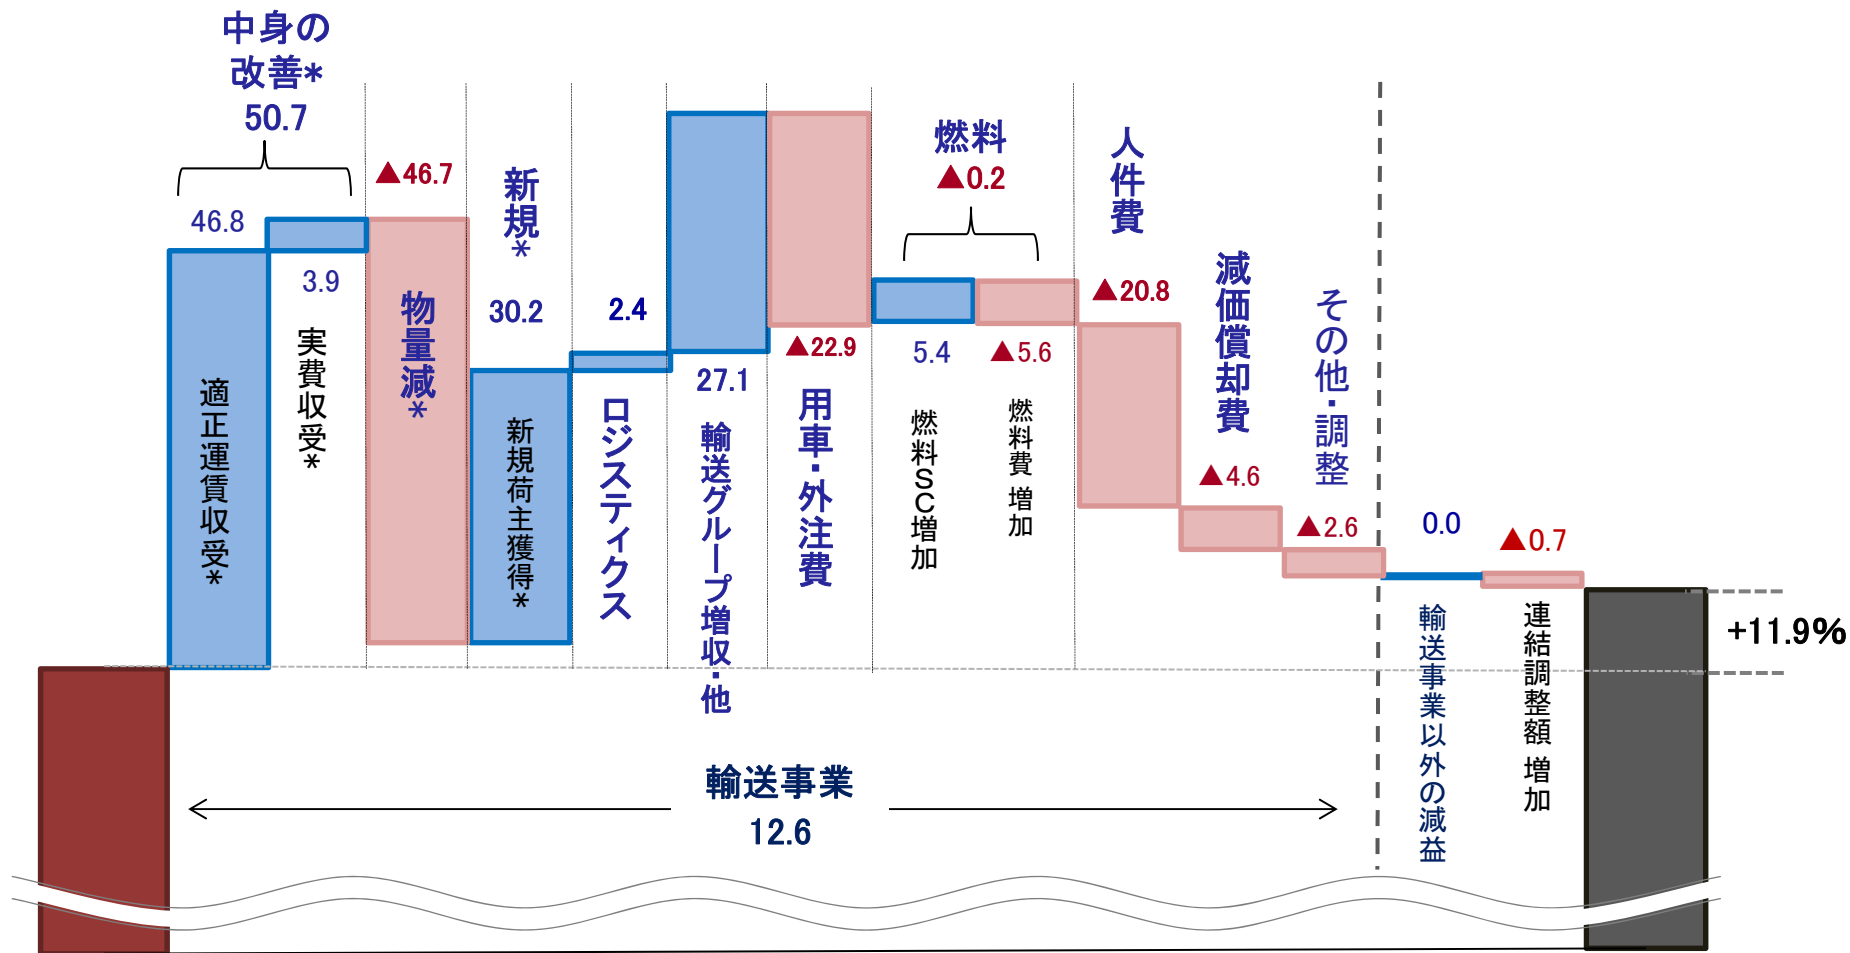 中身の
改善*
50.7
46.8
3.9
適正運賃収受*
実費収受*
▲46.7
物量減*
新規*
30.2
新規荷主獲得*
2.4
ロジスティクス
27.1
輸送グループ増収・他
▲22.9
用車・外注費
燃料
▲0.2
5.4
▲5.6
燃料SC増加
燃料費 増加
人件費
▲20.8
減価償却費
▲4.6
その他・調整
▲2.6
0.0
輸送事業以外の減益
▲0.7
連結調整額 増加
+11.9%
輸送事業
12.6